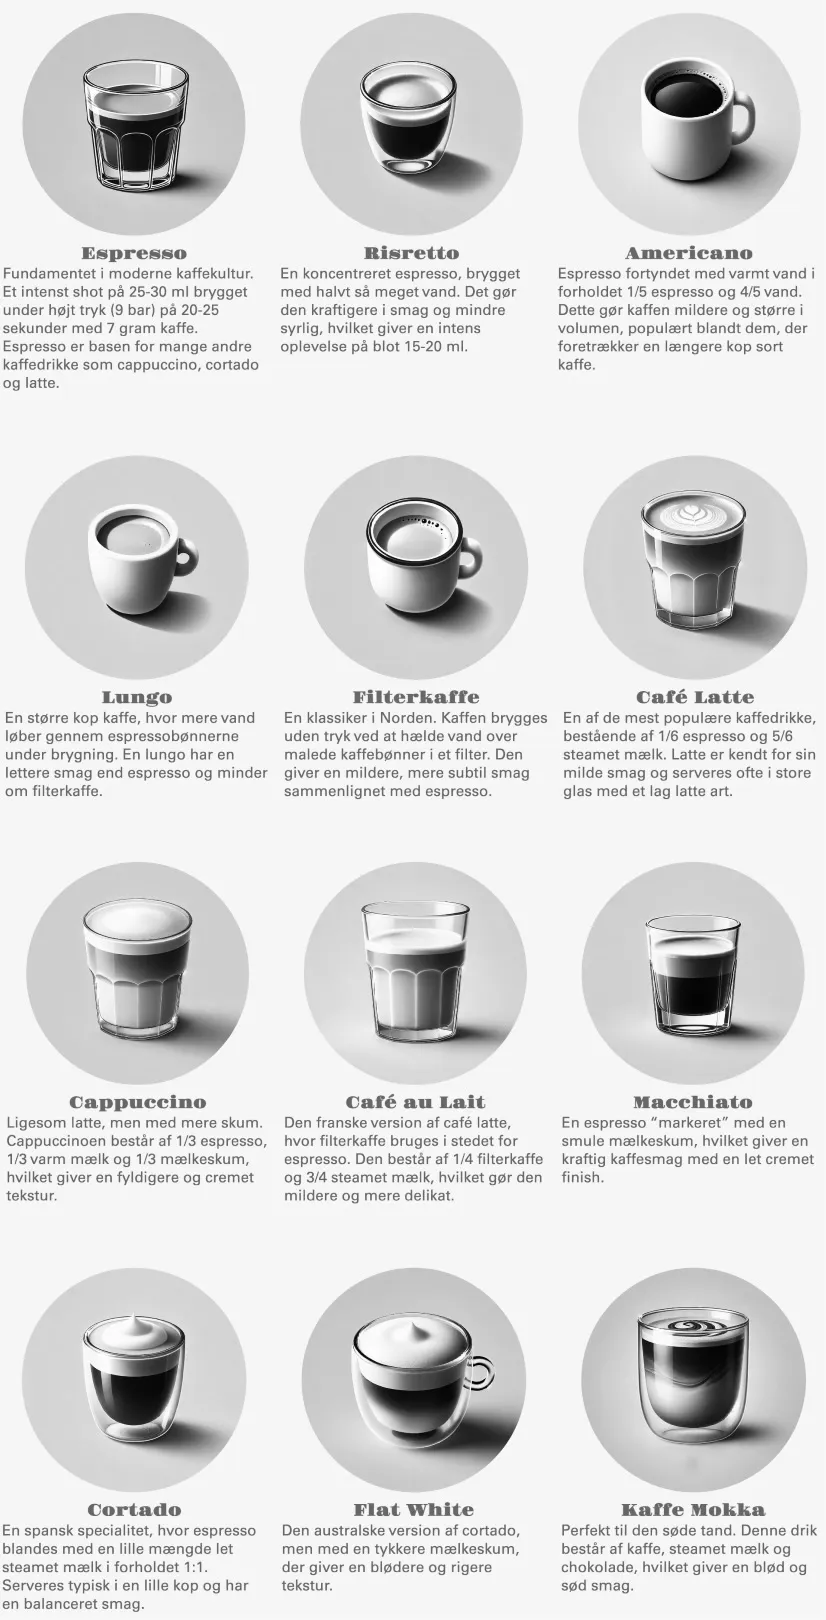 Espresso
Fundamentet i moderne kaffekultur.
Et intenst shot på 25-30 ml brygget
under højt tryk (9 bar) på 20-25
sekunder med 7 gram kaffe.
Espresso er basen for mange andre
kaffedrikke som cappuccino, cortado
og latte.
Risretto
En koncentreret espresso, brygget
med halvt så meget vand. Det gør
den kraftigere i smag og mindre
syrlig, hvilket giver en intens
oplevelse på blot 15-20 ml.
Americano
Espresso fortyndet med varmt vand i
forholdet 1/5 espresso og 4/5 vand.
Dette gør kaffen mildere og større i
volumen, populært blandt dem, der
foretrækker en længere kop sort
kaffe.
Lungo
En større kop kaffe, hvor mere vand
løber gennem espressobønnerne
under brygning. En lungo har en
lettere smag end espresso og minder
om filterkaffe.
Filterkaffe
En klassiker i Norden. Kaffen brygges
uden tryk ved at hælde vand over
malede kaffebønner i et filter. Den
giver en mildere, mere subtil smag
sammenlignet med espresso.
Café Latte
En af de mest populære kaffedrikke,
bestående af 1/6 espresso og 5/6
steamet mælk. Latte er kendt for sin
milde smag og serveres ofte i store
glas med et lag latte art.
Cappuccino
Ligesom latte, men med mere skum.
Cappuccinoen består af 1/3 espresso,
1/3 varm mælk og 1/3 mælkeskum,
hvilket giver en fyldigere og cremet
tekstur.
Café au Lait
Den franske version af café latte,
hvor filterkaffe bruges i stedet for
espresso. Den består af 1/4 filterkaffe
og 3/4 steamet mælk, hvilket gør den
mildere og mere delikat.
Macchiato
En espresso “markeret” med en
smule mælkeskum, hvilket giver en
kraftig kaffesmag med en let cremet
finish.
Cortado
En spansk specialitet, hvor espresso
blandes med en lille mængde let
steamet mælk i forholdet 1:1.
Serveres typisk i en lille kop og har
en balanceret smag.
Flat White
Den australske version af cortado,
men med en tykkere mælkeskum,
der giver en blødere og rigere
tekstur.
Kaffe Mokka
Perfekt til den søde tand. Denne drik
består af kaffe, steamet mælk og
chokolade, hvilket giver en blød og
sød smag.